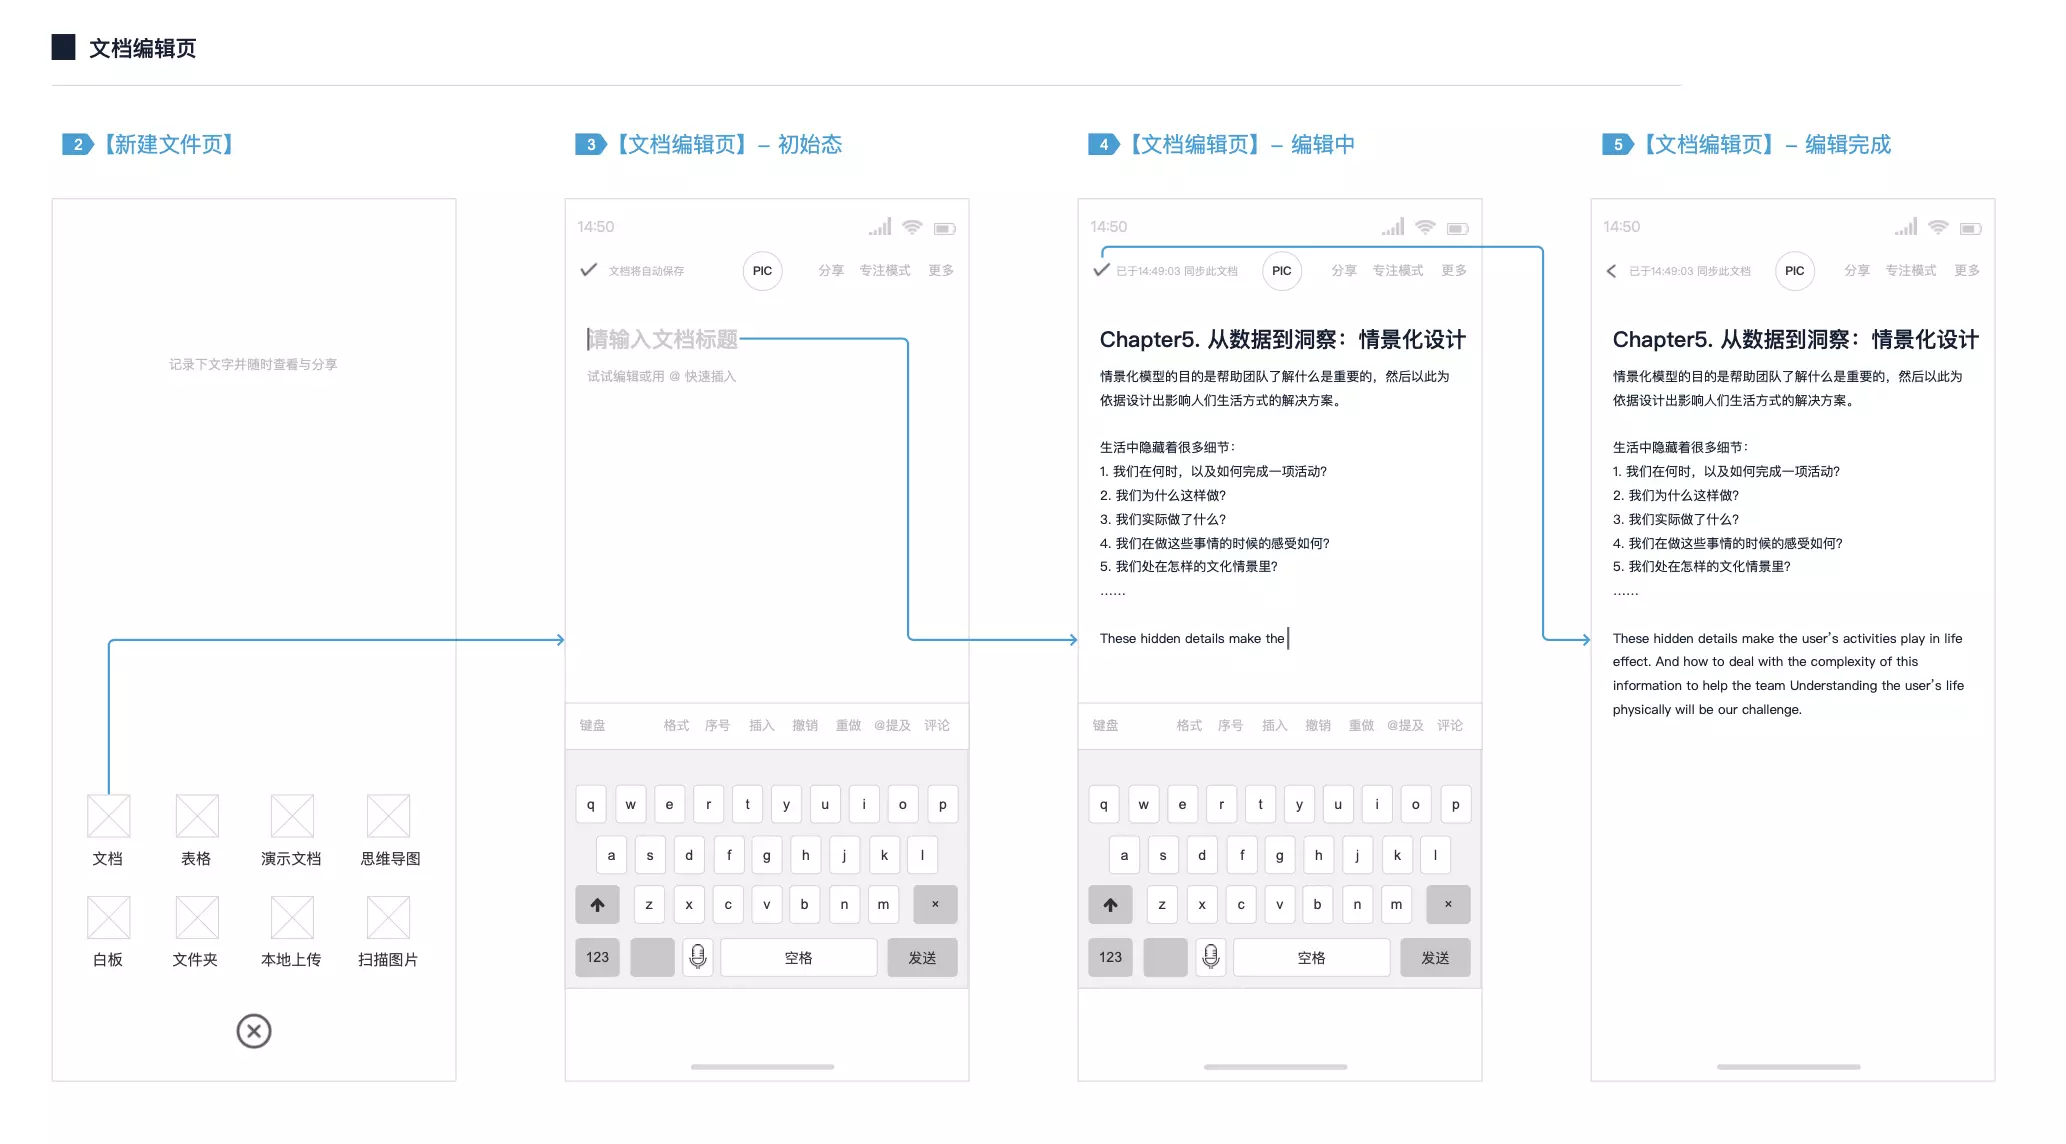 文档编辑页
2 【新建文件页】
记录下文字并随时查看与分享
文档 表格 演示文档 思维导图
白板 文件夹 本地上传 扫描图片
3 【文档编辑页】– 初始态
14:50
文档将自动保存 PIC 分享 专注模式 更多
请输入文档标题
试试编辑或用 @ 快速插入
键盘 格式 序号 插入 撤销 重做 @提及 评论
q w e r t y u i o p
a s d f g h j k l
z x c v b n m ×
123 空格 发送
4 【文档编辑页】– 编辑中
14:50
已于14:49:03 同步此文档 PIC 分享 专注模式 更多
Chapter5. 从数据到洞察：情景化设计
情景化模型的目的是帮助团队了解什么是重要的，然后以此为
依据设计出影响人们生活方式的解决方案。
生活中隐藏着很多细节：
1. 我们在何时，以及如何完成一项活动？
2. 我们为什么这样做？
3. 我们实际做了什么？
4. 我们在做这些事情的时候的感受如何？
5. 我们处在怎样的文化情景里？
……
These hidden details make the
键盘 格式 序号 插入 撤销 重做 @提及 评论
q w e r t y u i o p
a s d f g h j k l
z x c v b n m ×
123 空格 发送
5 【文档编辑页】– 编辑完成
14:50
已于14:49:03 同步此文档 PIC 分享 专注模式 更多
Chapter5. 从数据到洞察：情景化设计
情景化模型的目的是帮助团队了解什么是重要的，然后以此为
依据设计出影响人们生活方式的解决方案。
生活中隐藏着很多细节：
1. 我们在何时，以及如何完成一项活动？
2. 我们为什么这样做？
3. 我们实际做了什么？
4. 我们在做这些事情的时候的感受如何？
5. 我们处在怎样的文化情景里？
……
These hidden details make the user's activities play in life
effect. And how to deal with the complexity of this
information to help the team Understanding the user's life
physically will be our challenge.